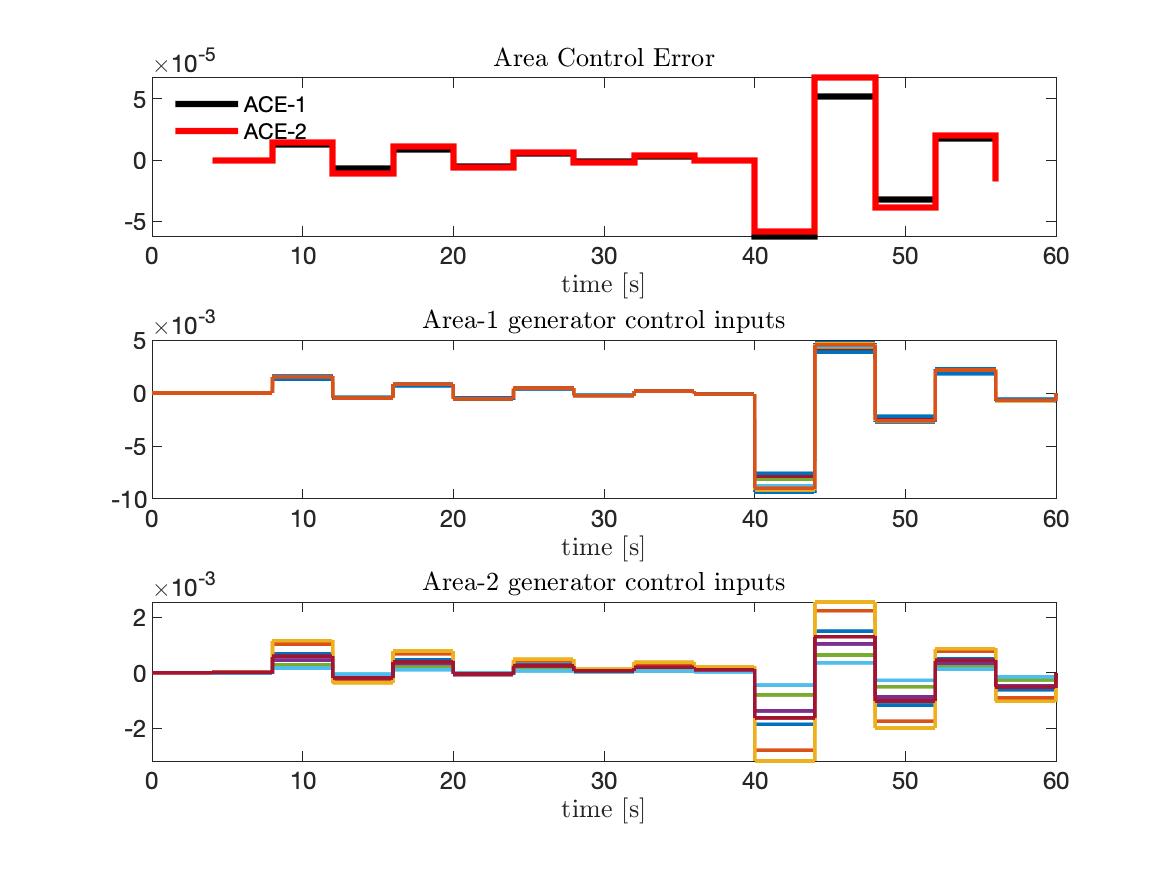 Area Control Error
×10-5
5
0
-5
ACE-1
ACE-2
0 10 20 30 40 50 60
time [s]
Area-1 generator control inputs
×10-3
5
0
-5
-10
0 10 20 30 40 50 60
time [s]
Area-2 generator control inputs
×10-3
2
0
-2
0 10 20 30 40 50 60
time [s]